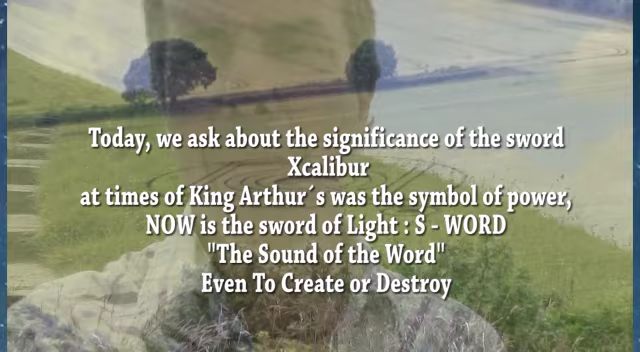 Today, we ask about the significance of the sword
Xcalibur
at times of King Arthur´s was the symbol of power,
NOW is the sword of Light : S - WORD
"The Sound of the Word"
Even To Create or Destroy